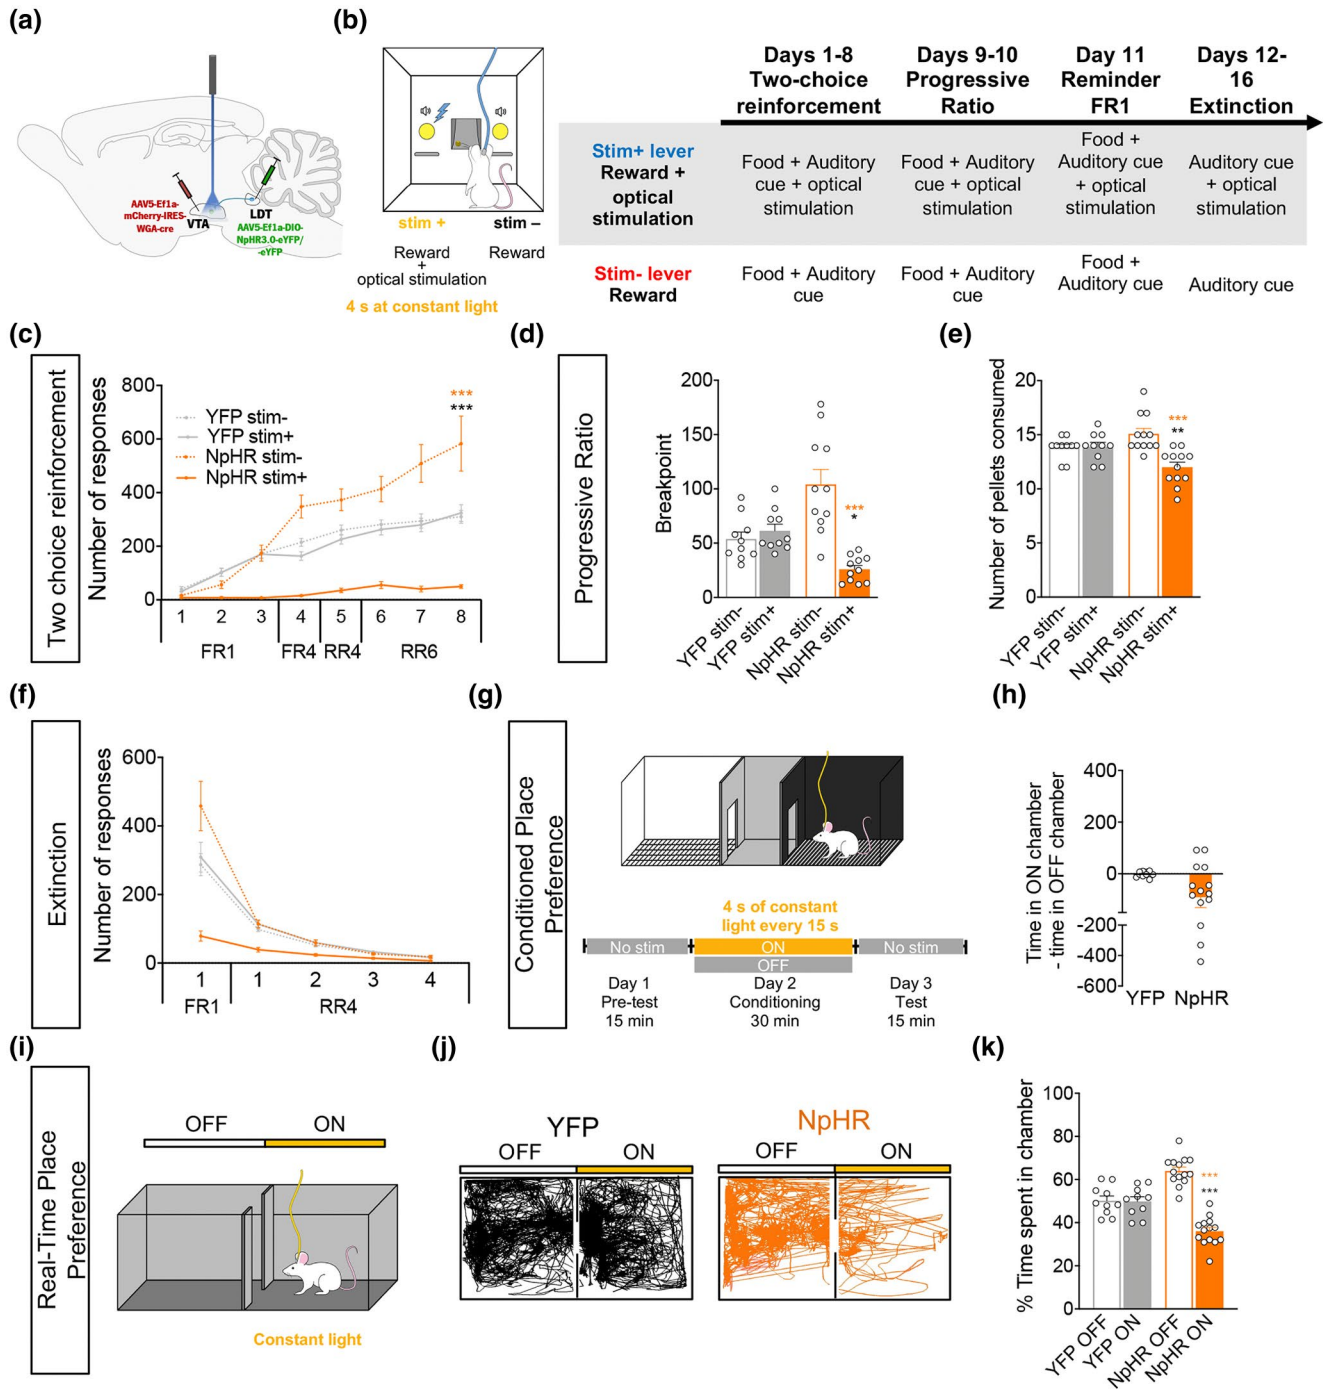 (a)
AAV5-Ef1a-
mCherry-IRES-
WGA-cre
VTA
LDT
AAV5-Ef1a-DIO-
NpHR3.0-eYFP/
-eYFP
(b)
stim +
stim –
Reward
+
optical stimulation
Reward
4 s at constant light
Days 1-8
Two-choice
reinforcement
Days 9-10
Progressive
Ratio
Day 11
Reminder
FR1
Days 12-
16
Extinction
Stim+ lever
Reward +
optical
stimulation
Food + Auditory
cue + optical
stimulation
Food + Auditory
cue + optical
stimulation
Food +
Auditory cue
+ optical
stimulation
Auditory cue
+ optical
stimulation
Stim- lever
Reward
Food + Auditory
cue
Food + Auditory
cue
Food +
Auditory cue
Auditory cue
(c)
Two choice reinforcement
Number of responses
800
600
400
200
0
YFP stim-
YFP stim+
NpHR stim-
NpHR stim+
***
***
1 2 3 4 5 6 7 8
FR1 FR4 RR4 RR6
(d)
Progressive Ratio
Breakpoint
200
150
100
50
0
***
*
YFP stim-
YFP stim+
NpHR stim-
NpHR stim+
(e)
Number of pellets consumed
20
15
10
5
0
***
**
YFP stim-
YFP stim+
NpHR stim-
NpHR stim+
(f)
Extinction
Number of responses
600
400
200
0
1 1 2 3 4
FR1 RR4
(g)
Conditioned Place
Preference
4 s of constant
light every 15 s
No stim
ON
OFF
No stim
Day 1
Pre-test
15 min
Day 2
Conditioning
30 min
Day 3
Test
15 min
(h)
Time in ON chamber
- time in OFF chamber
400
200
0
-200
-400
-600
YFP NpHR
(i)
Real-Time Place
Preference
OFF ON
Constant light
(j)
YFP
OFF ON
NpHR
OFF ON
(k)
% Time spent in chamber
100
80
60
40
20
0
***
***
YFP OFF
YFP ON
NpHR OFF
NpHR ON